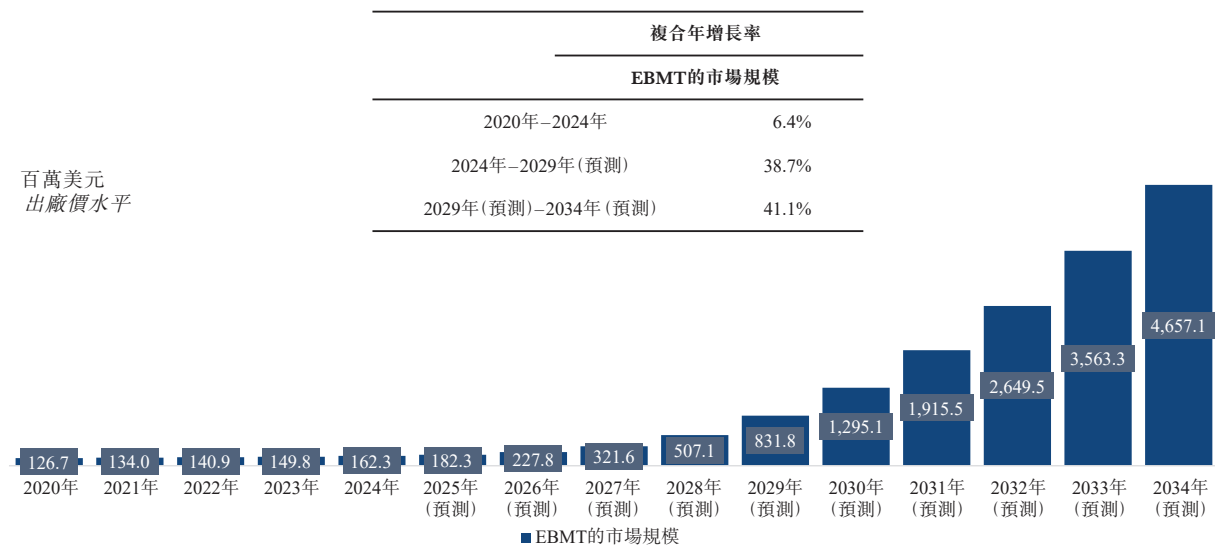 複合年增長率
EBMT的市場規模
2020年–2024年 6.4%
2024年–2029年(預測) 38.7%
2029年(預測)–2034年(預測) 41.1%
百萬美元
出廠價水平
126.7 134.0 140.9 149.8 162.3 182.3 227.8 321.6 507.1 831.8 1,295.1 1,915.5 2,649.5 3,563.3 4,657.1
2020年 2021年 2022年 2023年 2024年 2025年 2026年 2027年 2028年 2029年 2030年 2031年 2032年 2033年 2034年
(預測) (預測) (預測) (預測) (預測) (預測) (預測) (預測) (預測) (預測)
EBMT的市場規模